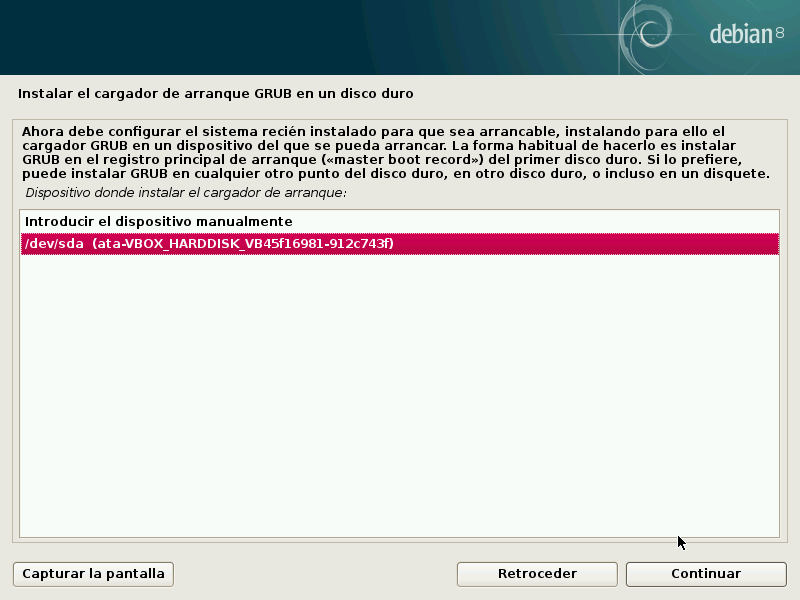 debian 8
Instalar el cargador de arranque GRUB en un disco duro
Ahora debe configurar el sistema recién instalado para que sea arrancable, instalando para ello el
cargador GRUB en un dispositivo del que se pueda arrancar. La forma habitual de hacerlo es instalar
GRUB en el registro principal de arranque («master boot record») del primer disco duro. Si lo prefiere,
puede instalar GRUB en cualquier otro punto del disco duro, en otro disco duro, o incluso en un disquete.
Dispositivo donde instalar el cargador de arranque:
Introducir el dispositivo manualmente
/dev/sda (ata-VBOX_HARDDISK_VB45f16981-912c743f)
Capturar la pantalla
Retroceder
Continuar